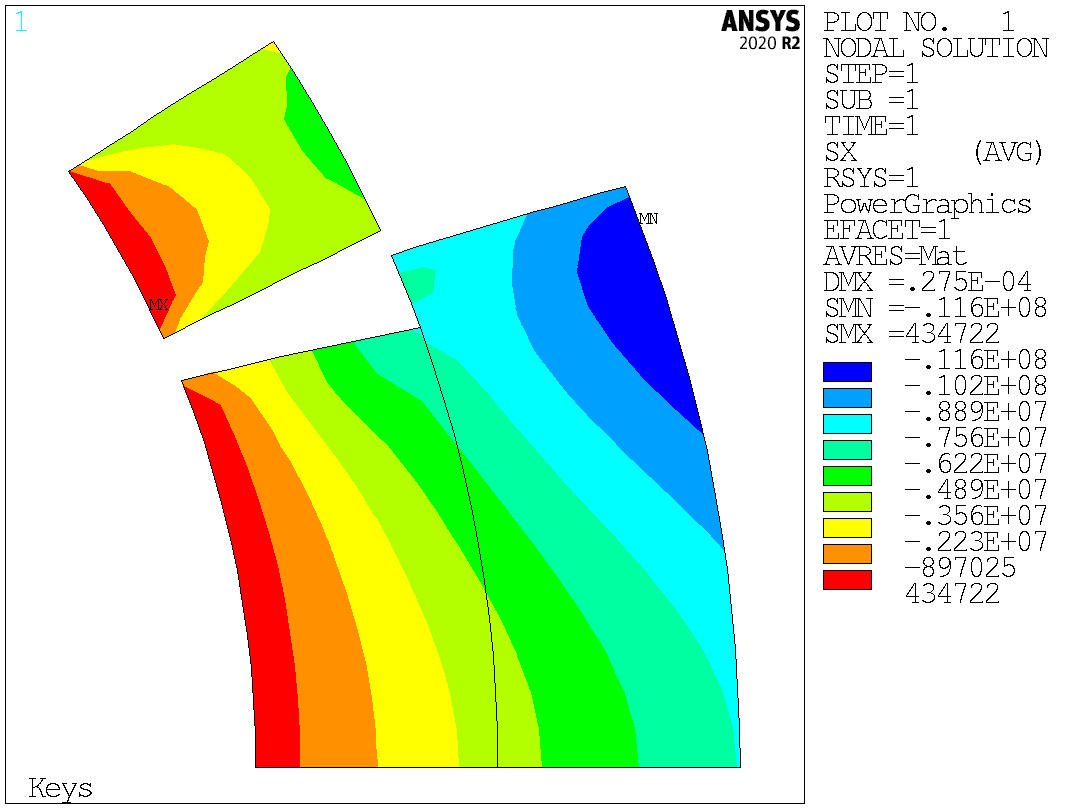 1
ANSYS
2020 R2
MN
MX
Keys
PLOT NO. 1
NODAL SOLUTION
STEP=1
SUB =1
TIME=1
SX (AVG)
RSYS=1
PowerGraphics
EFACET=1
AVRES=Mat
DMX =.275E-04
SMN =-.116E+08
SMX =434722
-.116E+08
-.102E+08
-.889E+07
-.756E+07
-.622E+07
-.489E+07
-.356E+07
-.223E+07
-897025
434722